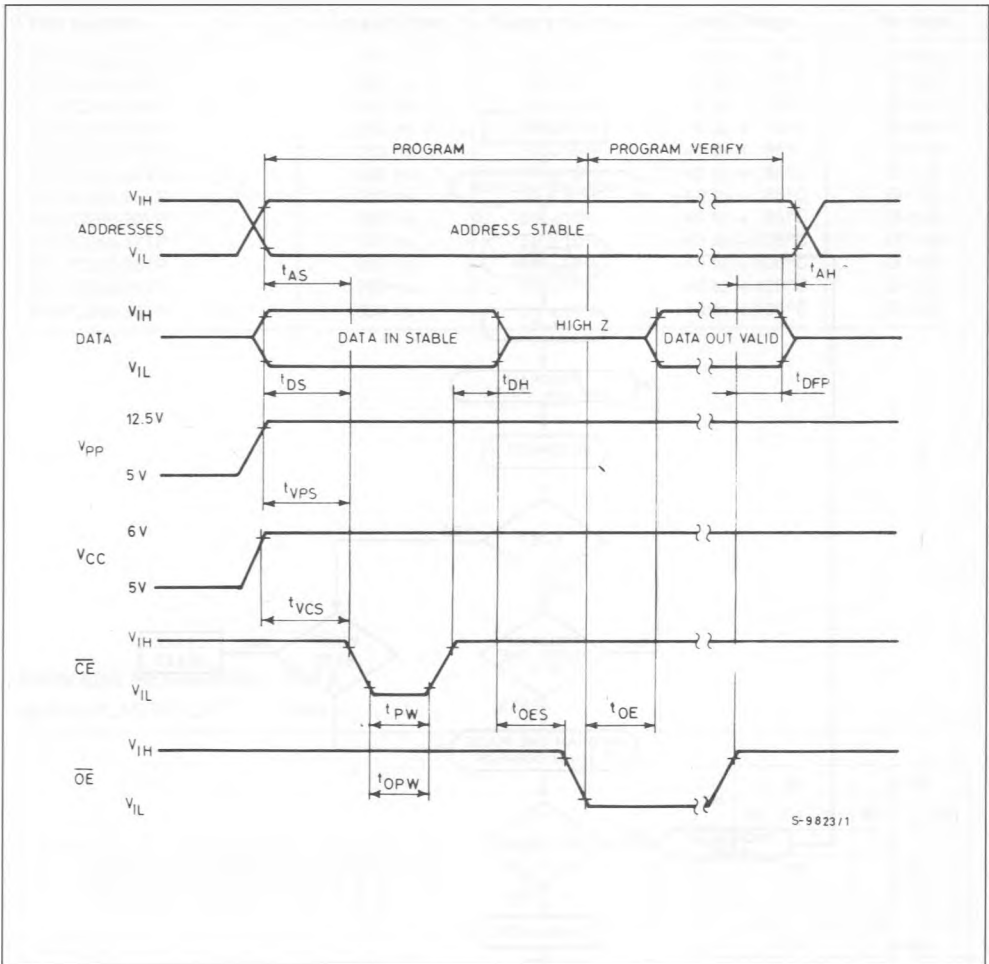 PROGRAM PROGRAM VERIFY
VIH
ADDRESSES ADDRESS STABLE
VIL
tAS tAH
VIH
DATA DATA IN STABLE HIGH Z DATA OUT VALID
VIL
tDS tDH tDFP
12.5V
VPP
5V
tVPS
6V
VCC
5V
tVCS
VIH
CE
VIL
tPW tOES tOE
VIH
OE
tOPW
VIL
S-9823/1